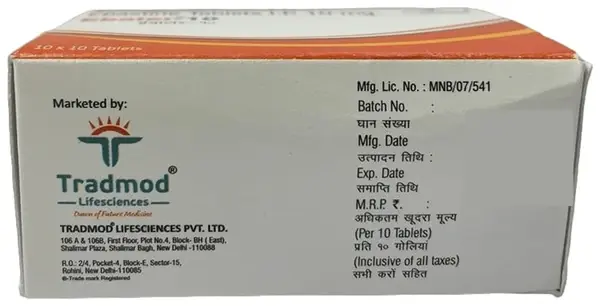 Ebastine Tablets I.P. 10 mg
10 x 10 Tablets
Marketed by:
Tradmod®
Lifesciences
Dawn of Future Medicine
TRADMOD® LIFESCIENCES PVT. LTD.
106 A & 106B, First Floor, Plot No.4, Block- BH ( East),
Shalimar Plaza, Shalimar Bagh, New Delhi -110088
R.O.: 2/4, Pocket-4, Block-E, Sector-15,
Rohini, New Delhi-110085
®-Trade mark Registered
Mfg. Lic. No. : MNB/07/541
Batch No. :
घान संख्या
Mfg. Date
उत्पादन तिथि :
Exp. Date
समाप्ति तिथि
M.R.P. ₹. :
अधिकतम खूदरा मूल्य
(Per 10 Tablets)
प्रति १० गोलियां
(Inclusive of all taxes)
सभी करों सहित